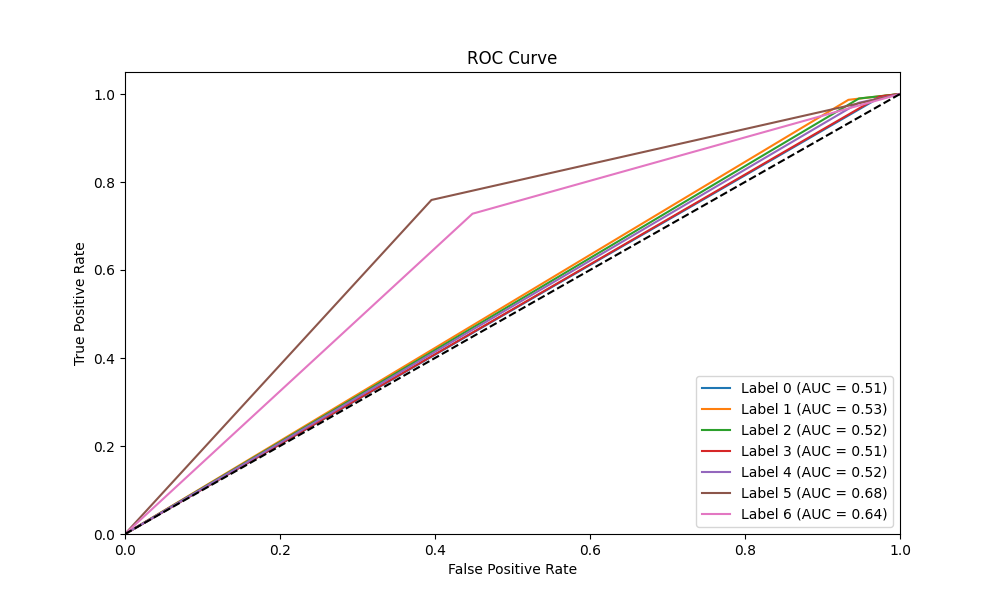 ROC Curve
True Positive Rate
1.0
0.8
0.6
0.4
0.2
0.0
0.0 0.2 0.4 0.6 0.8 1.0
False Positive Rate
Label 0 (AUC = 0.51)
Label 1 (AUC = 0.53)
Label 2 (AUC = 0.52)
Label 3 (AUC = 0.51)
Label 4 (AUC = 0.52)
Label 5 (AUC = 0.68)
Label 6 (AUC = 0.64)